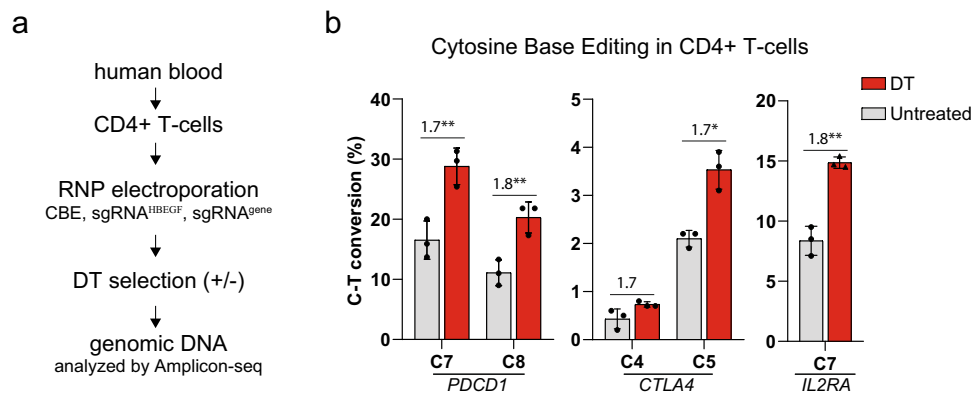 a
human blood
CD4+ T-cells
RNP electroporation
CBE, sgRNA^HBEGF, sgRNA^gene
DT selection (+/-)
genomic DNA
analyzed by Amplicon-seq
b
Cytosine Base Editing in CD4+ T-cells
DT
Untreated
C-T conversion (%)
40
30
20
10
0
1.7**
1.8**
C7 C8
PDCD1
5
4
3
2
1
0
1.7
1.7*
C4 C5
CTLA4
20
15
10
5
0
1.8**
C7
IL2RA